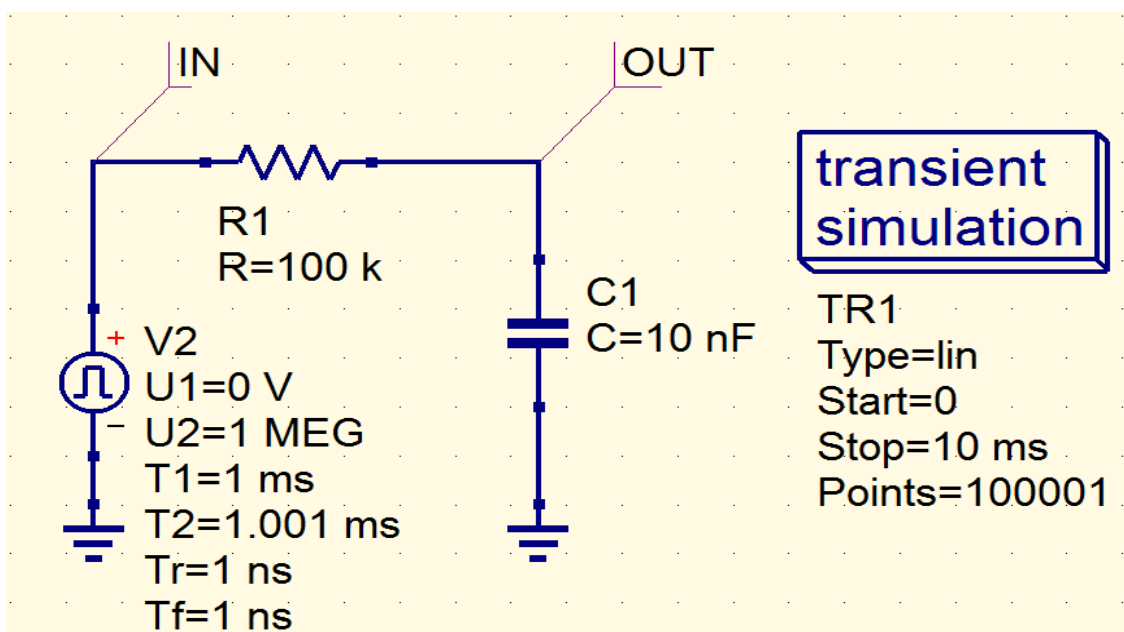 IN
OUT
R1
R=100 k
C1
C=10 nF
+
V2
U1=0 V
−
U2=1 MEG
T1=1 ms
T2=1.001 ms
Tr=1 ns
Tf=1 ns
transient
simulation
TR1
Type=lin
Start=0
Stop=10 ms
Points=100001